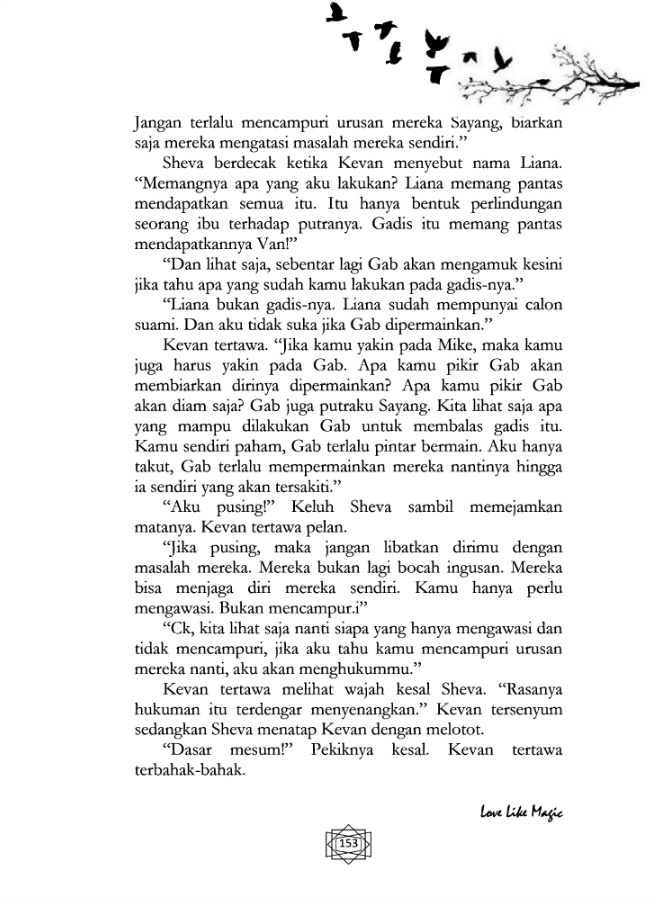 Jangan terlalu mencampuri urusan mereka Sayang, biarkan
saja mereka mengatasi masalah mereka sendiri.”
Sheva berdecak ketika Kevan menyebut nama Liana.
“Memangnya apa yang aku lakukan? Liana memang pantas
mendapatkan semua itu. Itu hanya bentuk perlindungan
seorang ibu terhadap putranya. Gadis itu memang pantas
mendapatkannya Van!”
“Dan lihat saja, sebentar lagi Gab akan mengamuk kesini
jika tahu apa yang sudah kamu lakukan pada gadis-nya.”
“Liana bukan gadis-nya. Liana sudah mempunyai calon
suami. Dan aku tidak suka jika Gab dipermainkan.”
Kevan tertawa. “Jika kamu yakin pada Mike, maka kamu
juga harus yakin pada Gab. Apa kamu pikir Gab akan
membiarkan dirinya dipermainkan? Apa kamu pikir Gab
akan diam saja? Gab juga putraku Sayang. Kita lihat saja apa
yang mampu dilakukan Gab untuk membalas gadis itu.
Kamu sendiri paham, Gab terlalu pintar bermain. Aku hanya
takut, Gab terlalu mempermainkan mereka nantinya hingga
ia sendiri yang akan tersakiti.”
“Aku pusing!” Keluh Sheva sambil memejamkan
matanya. Kevan tertawa pelan.
“Jika pusing, maka jangan libatkan dirimu dengan
masalah mereka. Mereka bukan lagi bocah ingusan. Mereka
bisa menjaga diri mereka sendiri. Kamu hanya perlu
mengawasi. Bukan mencampur.i”
“Ck, kita lihat saja nanti siapa yang hanya mengawasi dan
tidak mencampuri, jika aku tahu kamu mencampuri urusan
mereka nanti, aku akan menghukummu.”
Kevan tertawa melihat wajah kesal Sheva. “Rasanya
hukuman itu terdengar menyenangkan.” Kevan tersenyum
sedangkan Sheva menatap Kevan dengan melotot.
“Dasar mesum!” Pekiknya kesal. Kevan tertawa
terbahak-bahak.
Love Like Magic
153